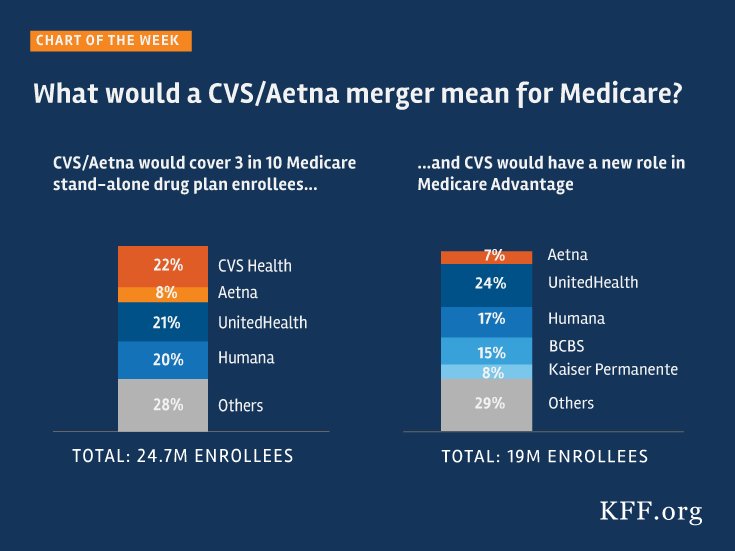 CHART OF THE WEEK
What would a CVS/Aetna merger mean for Medicare?
CVS/Aetna would cover 3 in 10 Medicare
stand-alone drug plan enrollees...
22% CVS Health
8% Aetna
21% UnitedHealth
20% Humana
28% Others
TOTAL: 24.7M ENROLLEES
...and CVS would have a new role in
Medicare Advantage
7% Aetna
24% UnitedHealth
17% Humana
15% BCBS
8% Kaiser Permanente
29% Others
TOTAL: 19M ENROLLEES
KFF.org